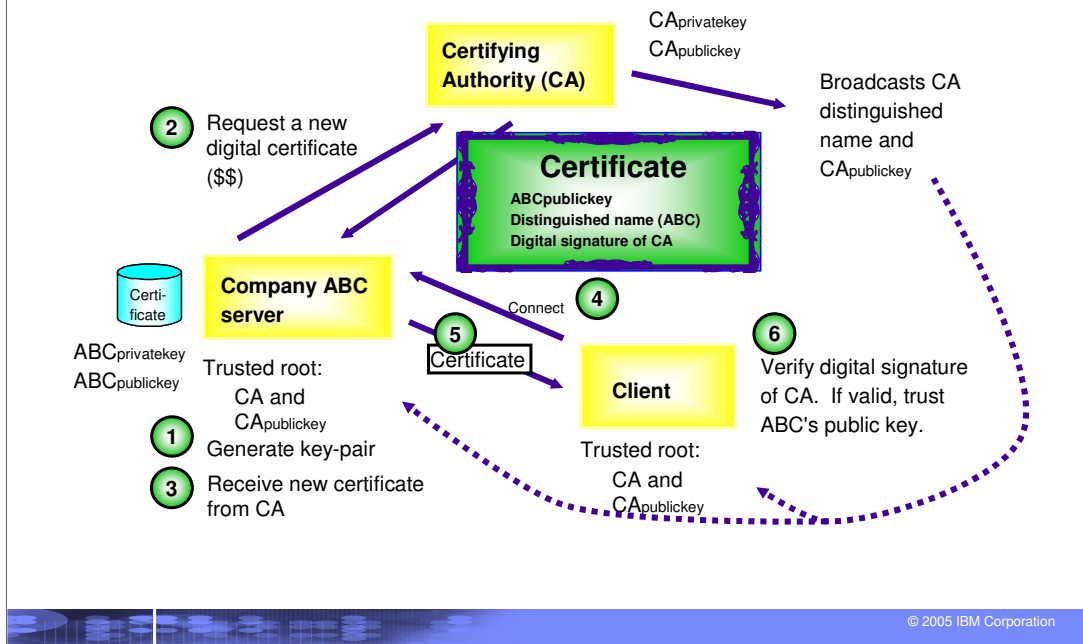 CAprivatekey
CApublickey
Certifying
Authority (CA)
Broadcasts CA
distinguished
name and
CApublickey
2
Request a new
digital certificate
($$)
Certificate
ABCpublickey
Distinguished name (ABC)
Digital signature of CA
Certi-
ficate
Company ABC
server
Connect
4
5
Certificate
6
Verify digital signature
of CA. If valid, trust
ABC's public key.
ABCprivatekey
ABCpublickey
Trusted root:
CA and
CApublickey
Client
1
Generate key-pair
3
Receive new certificate
from CA
Trusted root:
CA and
CApublickey
© 2005 IBM Corporation